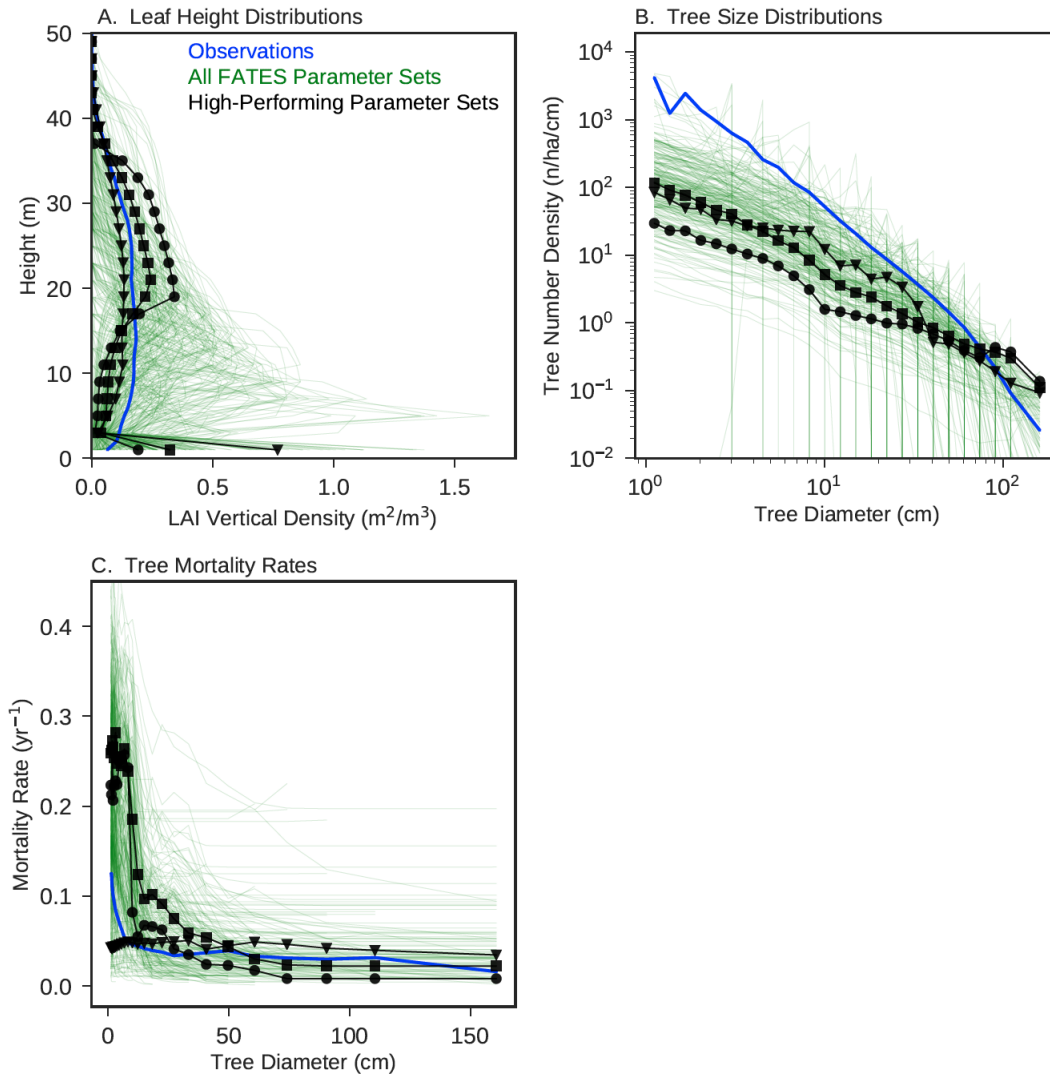 A. Leaf Height Distributions
50
40
30
20
10
0
Height (m)
Observations
All FATES Parameter Sets
High-Performing Parameter Sets
0.0 0.5 1.0 1.5
LAI Vertical Density (m²/m³)
B. Tree Size Distributions
10⁴
10³
10²
10¹
10⁰
10⁻¹
10⁻²
Tree Number Density (n/ha/cm)
10⁰ 10¹ 10²
Tree Diameter (cm)
C. Tree Mortality Rates
0.4
0.3
0.2
0.1
0.0
Mortality Rate (yr⁻¹)
0 50 100 150
Tree Diameter (cm)